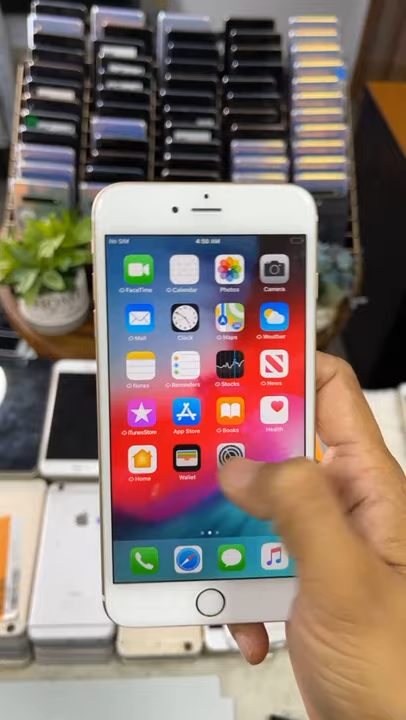 No SIM 4:50 AM
FaceTime Calendar Photos Camera
Mail Clock Maps Weather
Notes Reminders Stocks News
iTunes Store App Store Books Health
Home Wallet